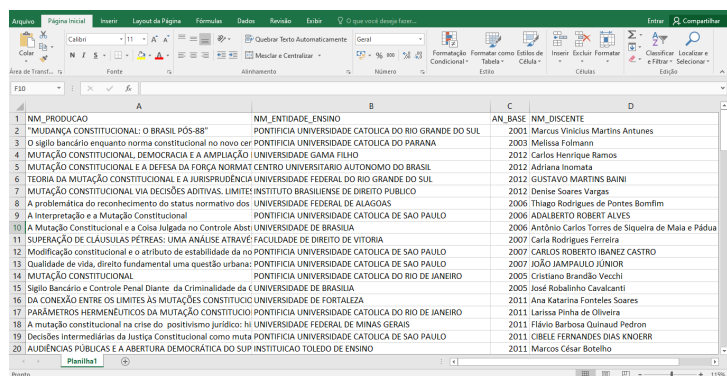 Arquivo Página Inicial Inserir Layout da Página Fórmulas Dados Revisão Exibir O que você deseja fazer... Entrar Compartilhar
Colar Calibri 11 A A Quebrar Texto Automaticamente Geral
N I S A Mesclar e Centralizar % 000
Formatação Condicional Formatar como Tabela Estilos de Célula Inserir Excluir Formatar Classificar e Filtrar Localizar e Selecionar
Área de Transf... Fonte Alinhamento Número Estilo Células Edição
F10 fx
A B C D
1 NM_PRODUCAO NM_ENTIDADE_ENSINO AN_BASE NM_DISCENTE
2 "MUDANÇA CONSTITUCIONAL: O BRASIL PÓS-88" PONTIFICIA UNIVERSIDADE CATOLICA DO RIO GRANDE DO SUL 2001 Marcus Vinicius Martins Antunes
3 O sigilo bancário enquanto norma constitucional no novo cer PONTIFICIA UNIVERSIDADE CATOLICA DO PARANA 2003 Melissa Folmann
4 MUTAÇÃO CONSTITUCIONAL, DEMOCRACIA E A AMPLIAÇÃO UNIVERSIDADE GAMA FILHO 2012 Carlos Henrique Ramos
5 MUTAÇÃO CONSTITUCIONAL E A DEFESA DA FORÇA NORMAT CENTRO UNIVERSITARIO AUTONOMO DO BRASIL 2012 Adriana Inomata
6 TEORIA DA MUTAÇÃO CONSTITUCIONAL E A JURISPRUDÊNCIA UNIVERSIDADE FEDERAL DO RIO GRANDE DO SUL 2012 GUSTAVO MARTINS BAINI
7 MUTAÇÃO CONSTITUCIONAL VIA DECISÕES ADITIVAS. LIMITES INSTITUTO BRASILIENSE DE DIREITO PUBLICO 2012 Denise Soares Vargas
8 A problemática do reconhecimento do status normativo dos UNIVERSIDADE FEDERAL DE ALAGOAS 2006 Thiago Rodrigues de Pontes Bomfim
9 A Interpretação e a Mutação Constitucional PONTIFICIA UNIVERSIDADE CATOLICA DE SAO PAULO 2006 ADALBERTO ROBERT ALVES
10 A Mutação Constitucional e a Coisa Julgada no Controle Abst UNIVERSIDADE DE BRASILIA 2006 Antônio Carlos Torres de Siqueira de Maia e Pádua
11 SUPERAÇÃO DE CLÁUSULAS PÉTREAS: UMA ANÁLISE ATRAVÉ FACULDADE DE DIREITO DE VITORIA 2007 Carla Rodrigues Ferreira
12 Modificação constitucional e o atributo de estabilidade da no PONTIFICIA UNIVERSIDADE CATOLICA DE SAO PAULO 2007 CARLOS ROBERTO IBANEZ CASTRO
13 Qualidade de vida, direito fundamental uma questão urbana: PONTIFICIA UNIVERSIDADE CATOLICA DE SAO PAULO 2007 JOÃO JAMPAULO JÚNIOR
14 MUTAÇÃO CONSTITUCIONAL PONTIFICIA UNIVERSIDADE CATOLICA DO RIO DE JANEIRO 2005 Cristiano Brandão Vecchi
15 Sigilo Bancário e Controle Penal Diante da Criminalidade da UNIVERSIDADE DE BRASILIA 2005 José Robalinho Cavalcanti
16 DA CONEXÃO ENTRE OS LIMITES ÀS MUTAÇÕES CONSTITUCIO UNIVERSIDADE DE FORTALEZA 2011 Ana Katarina Fonteles Soares
17 PARÂMETROS HERMENÊUTICOS DA MUTAÇÃO CONSTITUCIO PONTIFICIA UNIVERSIDADE CATOLICA DO RIO DE JANEIRO 2011 Larissa Pinha de Oliveira
18 A mutação constitucional na crise do positivismo jurídico: hi UNIVERSIDADE FEDERAL DE MINAS GERAIS 2011 Flávio Barbosa Quinaud Pedron
19 Decisões intermediárias da Justiça Constitucional como muta PONTIFICIA UNIVERSIDADE CATOLICA DE SAO PAULO 2011 CIBELE FERNANDES DIAS KNOERR
20 AUDIÊNCIAS PÚBLICAS E A ABERTURA DEMOCRÁTICA DO SUP INSTITUICAO TOLEDO DE ENSINO 2011 Marcos César Botelho
Planilha1
Pronto 115%